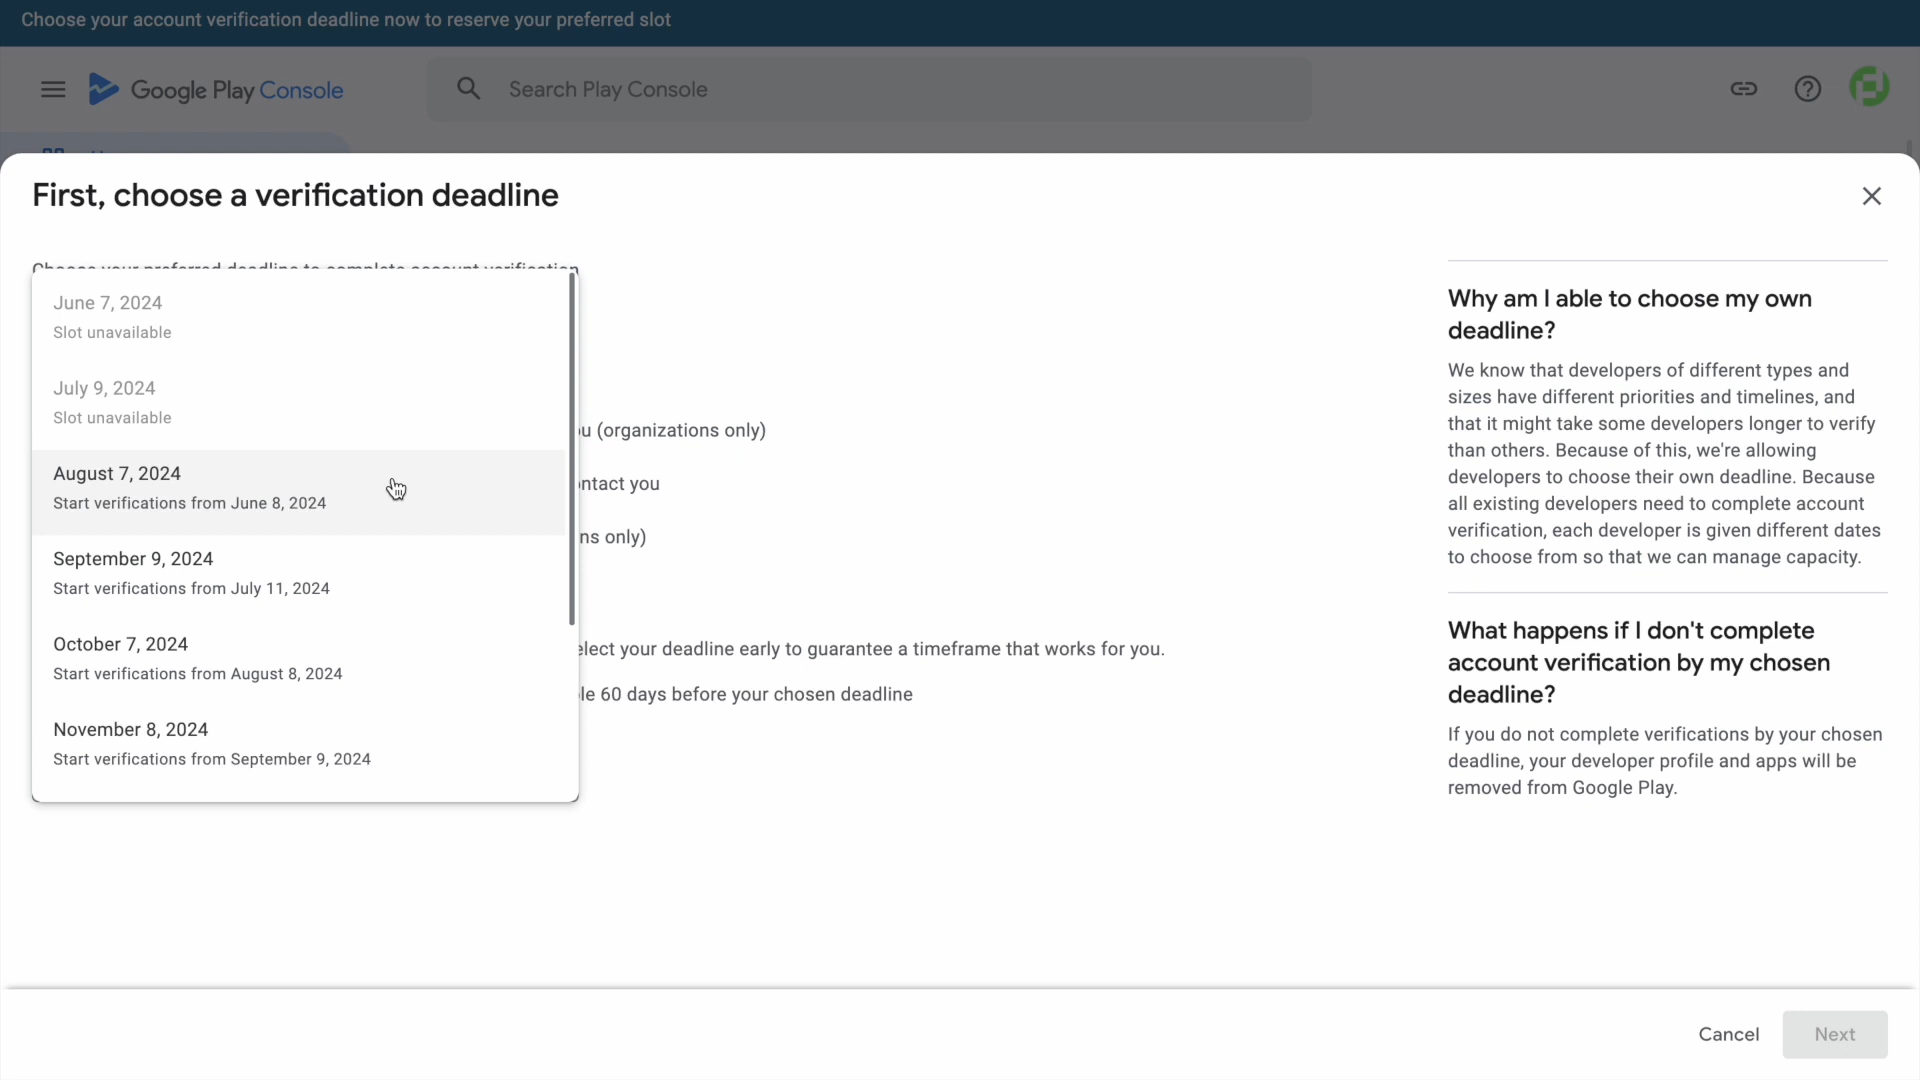 Choose your account verification deadline now to reserve your preferred slot
Google Play Console
Search Play Console
First, choose a verification deadline
Choose your preferred deadline to complete account verification
June 7, 2024
Slot unavailable
July 9, 2024
Slot unavailable
August 7, 2024
Start verifications from June 8, 2024
September 9, 2024
Start verifications from July 11, 2024
October 7, 2024
Start verifications from August 8, 2024
November 8, 2024
Start verifications from September 9, 2024
(organizations only)
you
only)
your deadline early to guarantee a timeframe that works for you.
60 days before your chosen deadline
Why am I able to choose my own
deadline?
We know that developers of different types and
sizes have different priorities and timelines, and
that it might take some developers longer to verify
than others. Because of this, we're allowing
developers to choose their own deadline. Because
all existing developers need to complete account
verification, each developer is given different dates
to choose from so that we can manage capacity.
What happens if I don't complete
account verification by my chosen
deadline?
If you do not complete verifications by your chosen
deadline, your developer profile and apps will be
removed from Google Play.
Cancel
Next